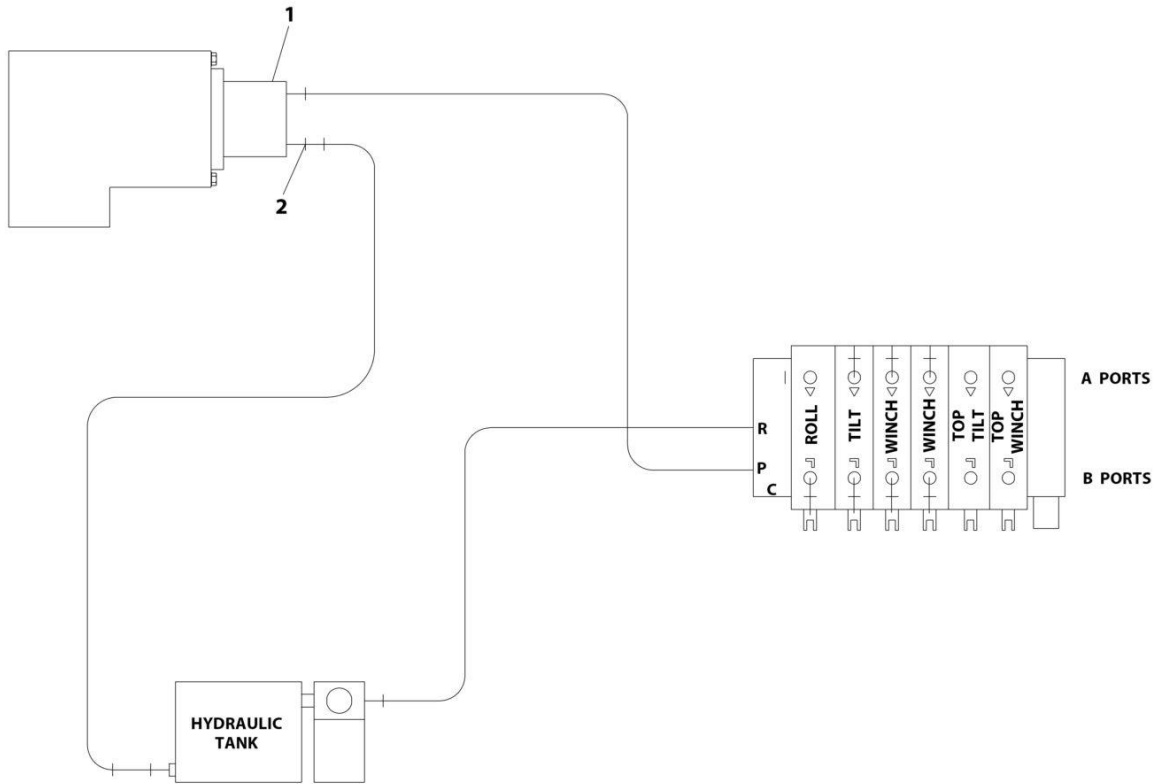 1
2
A PORTS
R
ROLL
TILT
WINCH
WINCH
TOP
TILT
TOP
WINCH
P
C
B PORTS
HYDRAULIC
TANK